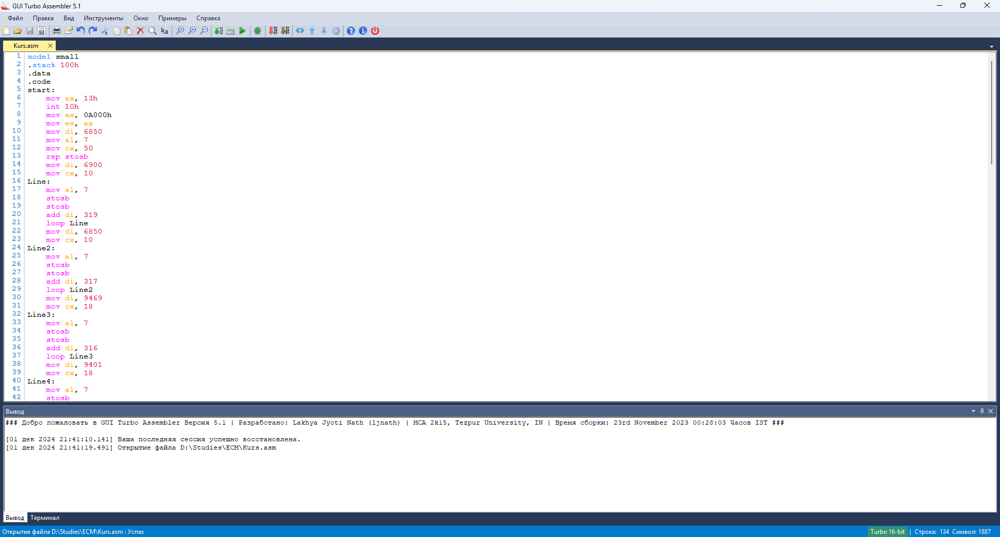 GUI Turbo Assembler 5.1
Файл Правка Вид Инструменты Окно Примеры Справка
Kurs.asm
1 model small
2 .stack 100h
3 .data
4 .code
5 start:
6 mov ax, 13h
7 int 10h
8 mov ax, 0A000h
9 mov es, ax
10 mov di, 6850
11 mov al, 7
12 mov cx, 50
13 rep stosb
14 mov di, 6900
15 mov cx, 10
16 Line:
17 mov al, 7
18 stosb
19 stosb
20 add di, 319
21 loop Line
22 mov di, 6850
23 mov cx, 10
24 Line2:
25 mov al, 7
26 stosb
27 stosb
28 add di, 317
29 loop Line2
30 mov di, 9469
31 mov cx, 18
32 Line3:
33 mov al, 7
34 stosb
35 stosb
36 add di, 316
37 loop Line3
38 mov di, 9401
39 mov cx, 18
40 Line4:
41 mov al, 7
42 stosb
Вывод
### Добро пожаловать в GUI Turbo Assembler Версия 5.1 | Разработано: Lakhya Jyoti Nath (ljnath) | MCA 2k15, Tezpur University, IN | Время сборки: 23rd November 2023 00:28:03 Часов IST ###
[01 дек 2024 21:41:10.141] Ваша последняя сессия успешно восстановлена.
[01 дек 2024 21:41:19.491] Открытие файла D:\Studies\ECM\Kurs.asm
Вывод Терминал
Открытие файла D:\Studies\ECM\Kurs.asm : Успех
Turbo 16-bit | Строка: 134 Символ: 1887